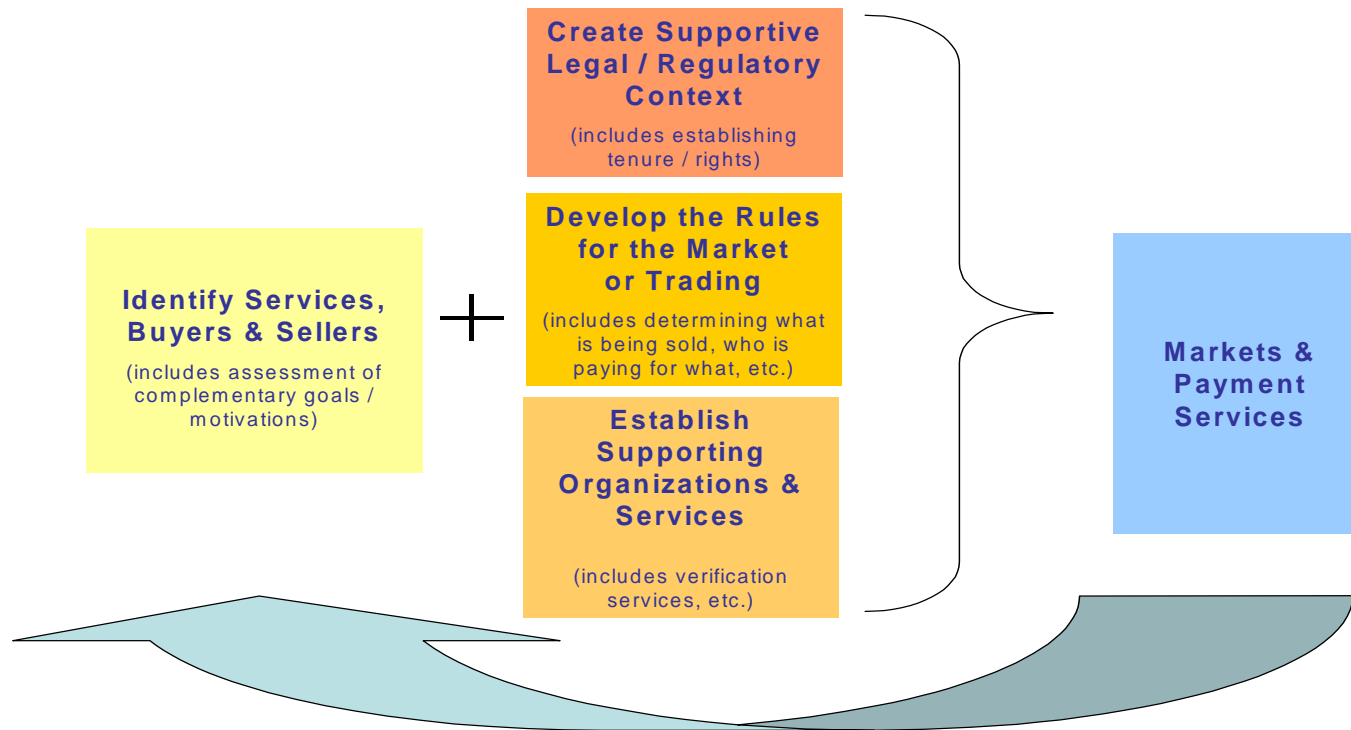 Identify Services,
Buyers & Sellers
(includes assessment of
complementary goals /
motivations)
Create Supportive
Legal / Regulatory
Context
(includes establishing
tenure / rights)
Develop the Rules
for the Market
or Trading
(includes determining what
is being sold, who is
paying for what, etc.)
Establish
Supporting
Organizations &
Services
(includes verification
services, etc.)
Markets &
Payment
Services